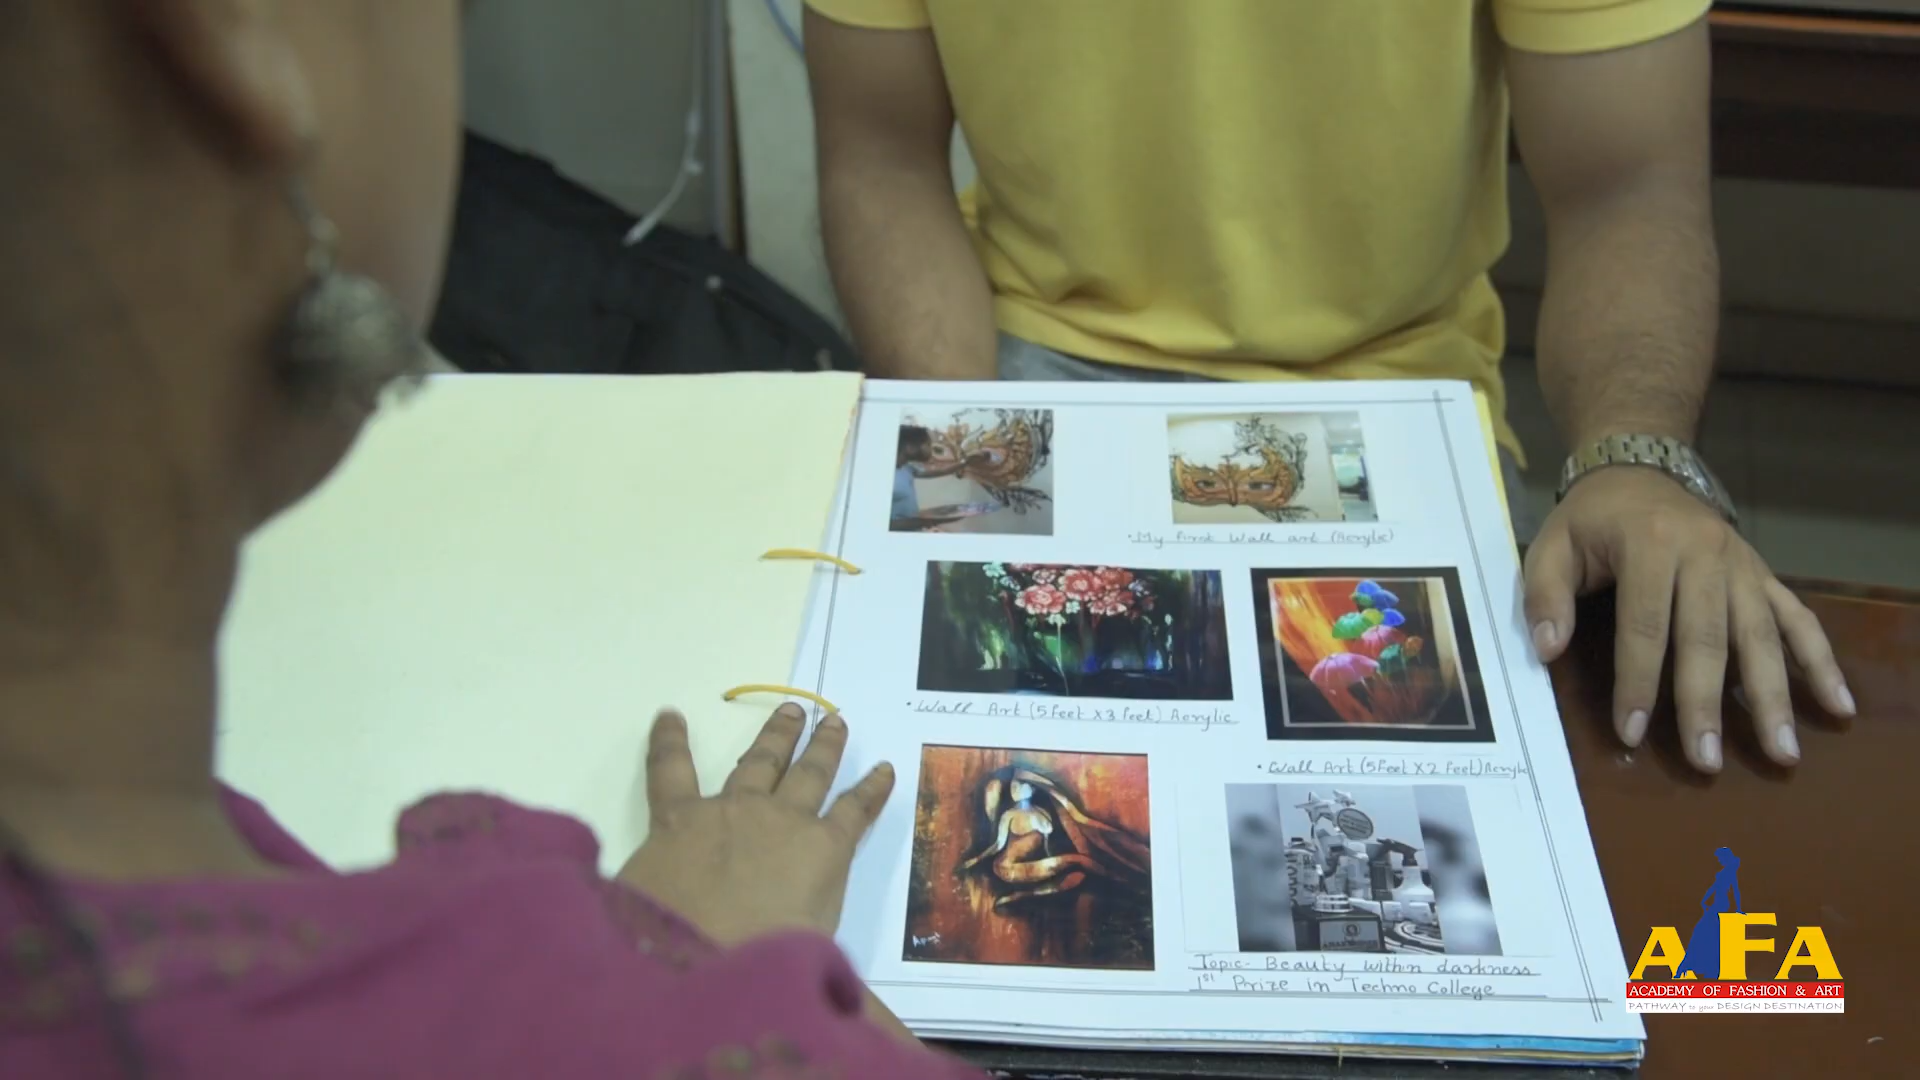 • My first Wall art (Acrylic)
• Wall Art (5 feet X 3 feet) Acrylic
• Wall Art (5 Feet X 2 Feet) Acrylic
Topic- Beauty within darkness
1st Prize in Techno College
AFA
ACADEMY OF FASHION & ART
PATHWAY to your DESIGN DESTINATION